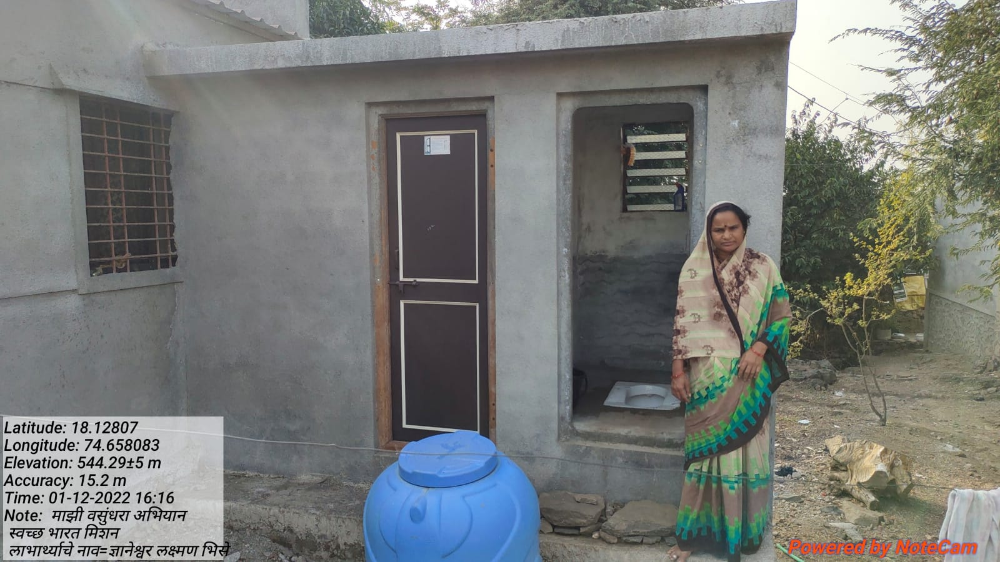 Latitude: 18.12807
Longitude: 74.658083
Elevation: 544.29±5 m
Accuracy: 15.2 m
Time: 01-12-2022 16:16
Note: माझी वसुंधरा अभियान
स्वच्छ भारत मिशन
लाभार्थ्याचे नाव=ज्ञानेश्वर लक्ष्मण भिसे
Powered by NoteCam